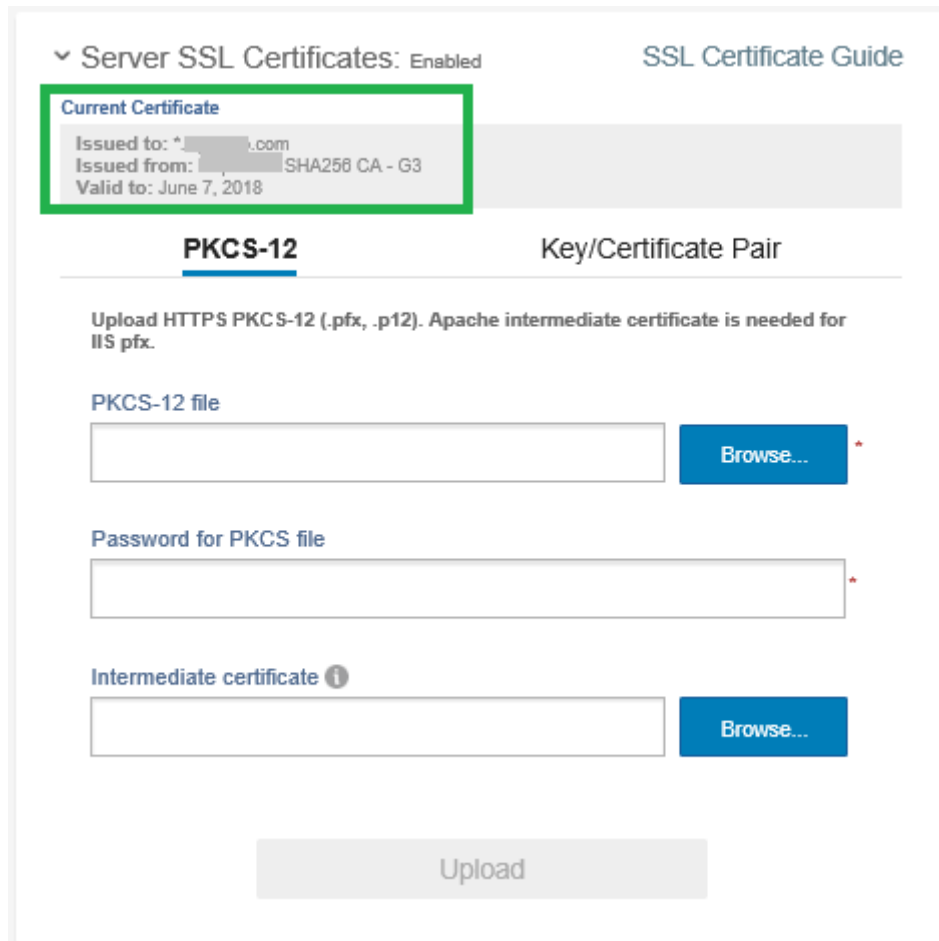 Server SSL Certificates: Enabled
SSL Certificate Guide
Current Certificate
Issued to: *. .com
Issued from: SHA256 CA - G3
Valid to: June 7, 2018
PKCS-12
Key/Certificate Pair
Upload HTTPS PKCS-12 (.pfx, .p12). Apache intermediate certificate is needed for
IIS pfx.
PKCS-12 file
Browse...
*
Password for PKCS file
*
Intermediate certificate i
Browse...
Upload